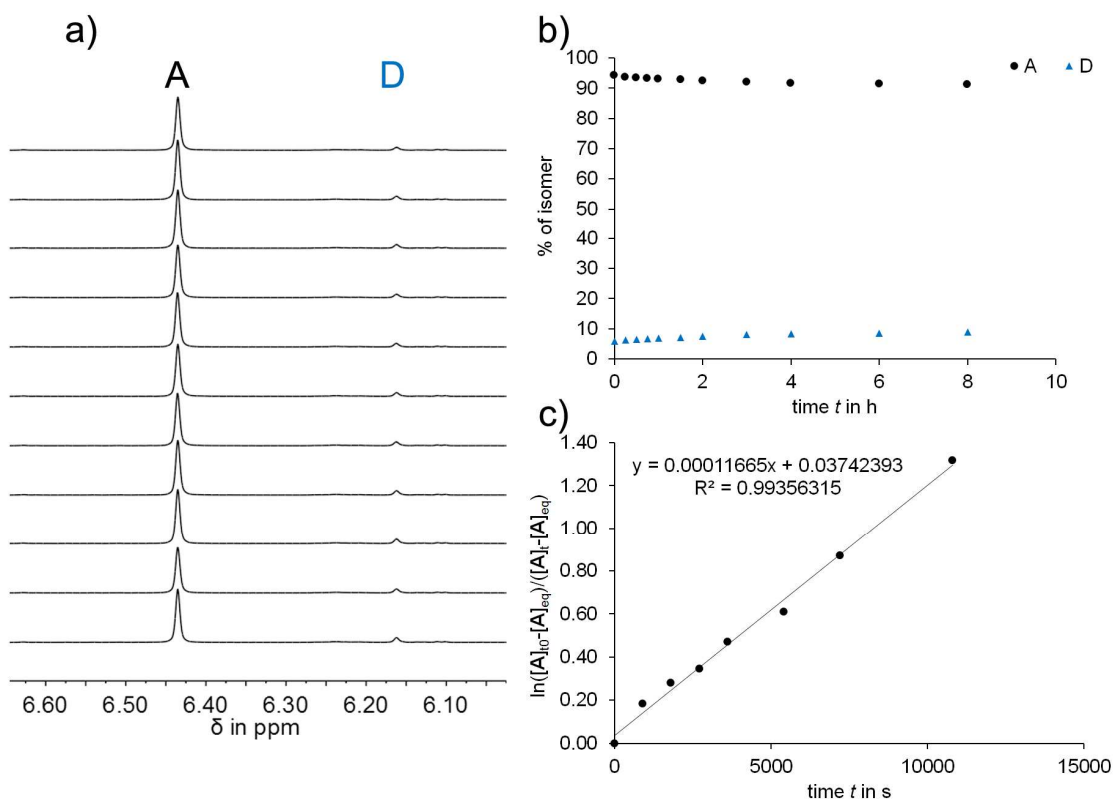 a)
A D
6.60 6.50 6.40 6.30 6.20 6.10
δ in ppm
b)
A D
100
90
80
70
60
50
40
30
20
10
0
% of isomer
0 2 4 6 8 10
time t in h
c)
1.40
1.20
1.00
0.80
0.60
0.40
0.20
0.00
ln([A]t0-[A]eq)/([A]t-[A]eq)
y = 0.00011665x + 0.03742393
R² = 0.99356315
0 5000 10000 15000
time t in s